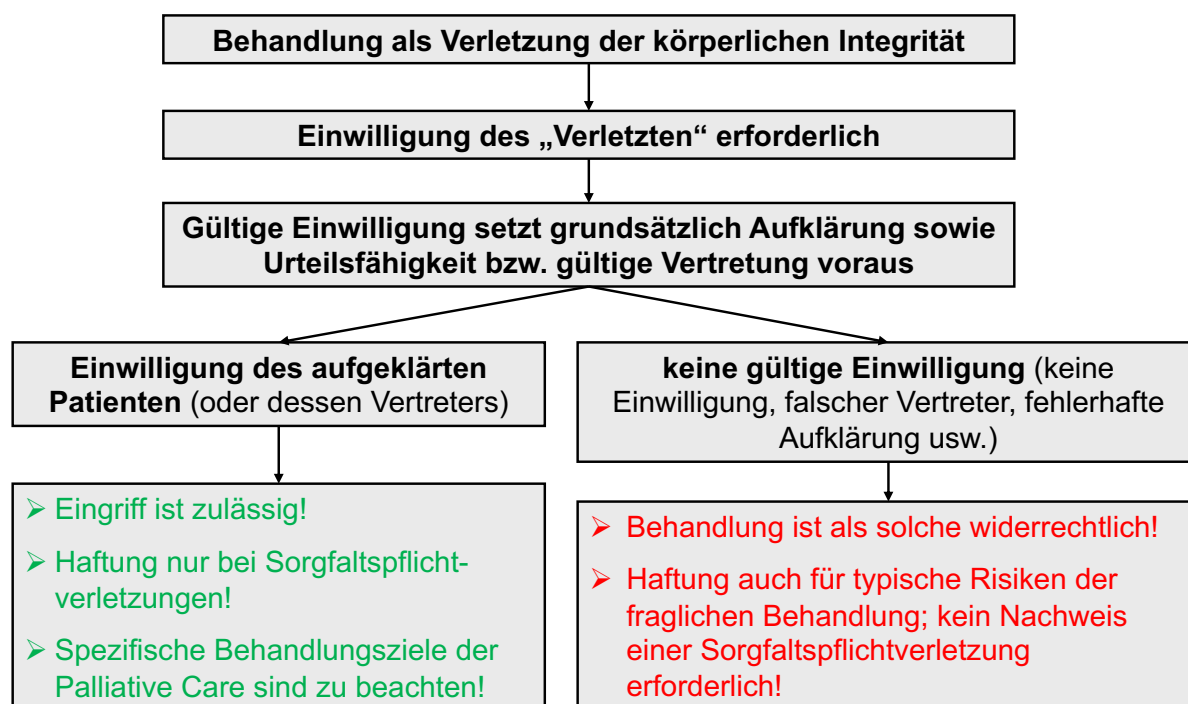 Behandlung als Verletzung der körperlichen Integrität
Einwilligung des „Verletzten“ erforderlich
Gültige Einwilligung setzt grundsätzlich Aufklärung sowie
Urteilsfähigkeit bzw. gültige Vertretung voraus
Einwilligung des aufgeklärten
Patienten (oder dessen Vertreters)
keine gültige Einwilligung (keine
Einwilligung, falscher Vertreter, fehlerhafte
Aufklärung usw.)
➢ Eingriff ist zulässig!
➢ Haftung nur bei Sorgfaltspflicht-
verletzungen!
➢ Spezifische Behandlungsziele der
Palliative Care sind zu beachten!
➢ Behandlung ist als solche widerrechtlich!
➢ Haftung auch für typische Risiken der
fraglichen Behandlung; kein Nachweis
einer Sorgfaltspflichtverletzung
erforderlich!